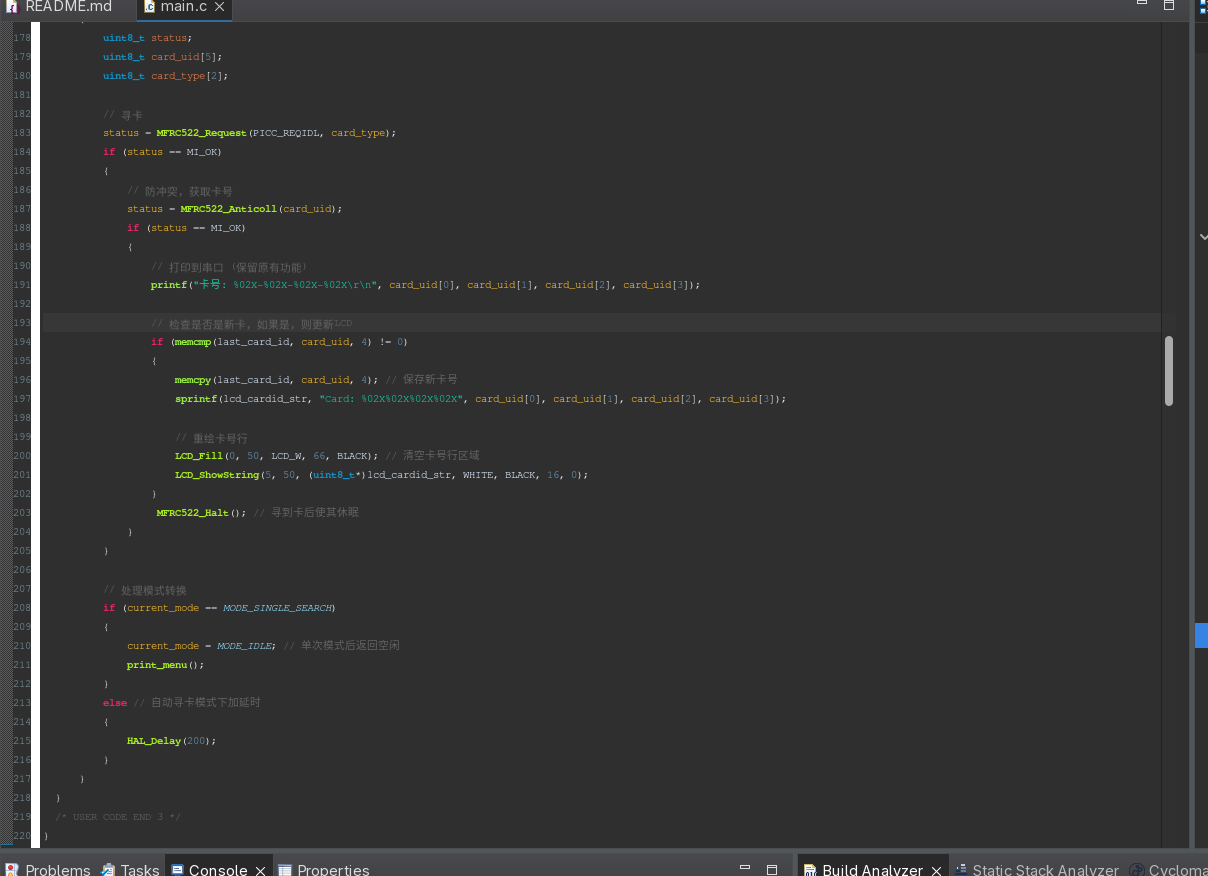 README.md
main.c
178 uint8_t status;
179 uint8_t card_uid[5];
180 uint8_t card_type[2];
181
182 // 寻卡
183 status = MFRC522_Request(PICC_REQIDL, card_type);
184 if (status == MI_OK)
185 {
186 // 防冲突，获取卡号
187 status = MFRC522_Anticoll(card_uid);
188 if (status == MI_OK)
189 {
190 // 打印到串口 (保留原有功能)
191 printf("卡号: %02X-%02X-%02X-%02X\r\n", card_uid[0], card_uid[1], card_uid[2], card_uid[3]);
192
193 // 检查是否是新卡，如果是，则更新LCD
194 if (memcmp(last_card_id, card_uid, 4) != 0)
195 {
196 memcpy(last_card_id, card_uid, 4); // 保存新卡号
197 sprintf(lcd_cardid_str, "Card: %02X%02X%02X%02X", card_uid[0], card_uid[1], card_uid[2], card_uid[3]);
198
199 // 重绘卡号行
200 LCD_Fill(0, 50, LCD_W, 66, BLACK); // 清空卡号行区域
201 LCD_ShowString(5, 50, (uint8_t*)lcd_cardid_str, WHITE, BLACK, 16, 0);
202 }
203 MFRC522_Halt(); // 寻到卡后使其休眠
204 }
205 }
206
207 // 处理模式转换
208 if (current_mode == MODE_SINGLE_SEARCH)
209 {
210 current_mode = MODE_IDLE; // 单次模式后返回空闲
211 print_menu();
212 }
213 else // 自动寻卡模式下加延时
214 {
215 HAL_Delay(200);
216 }
217 }
218 }
219 /* USER CODE END 3 */
220 }
Problems
Tasks
Console
Properties
Build Analyzer
Static Stack Analyzer
Cycloma